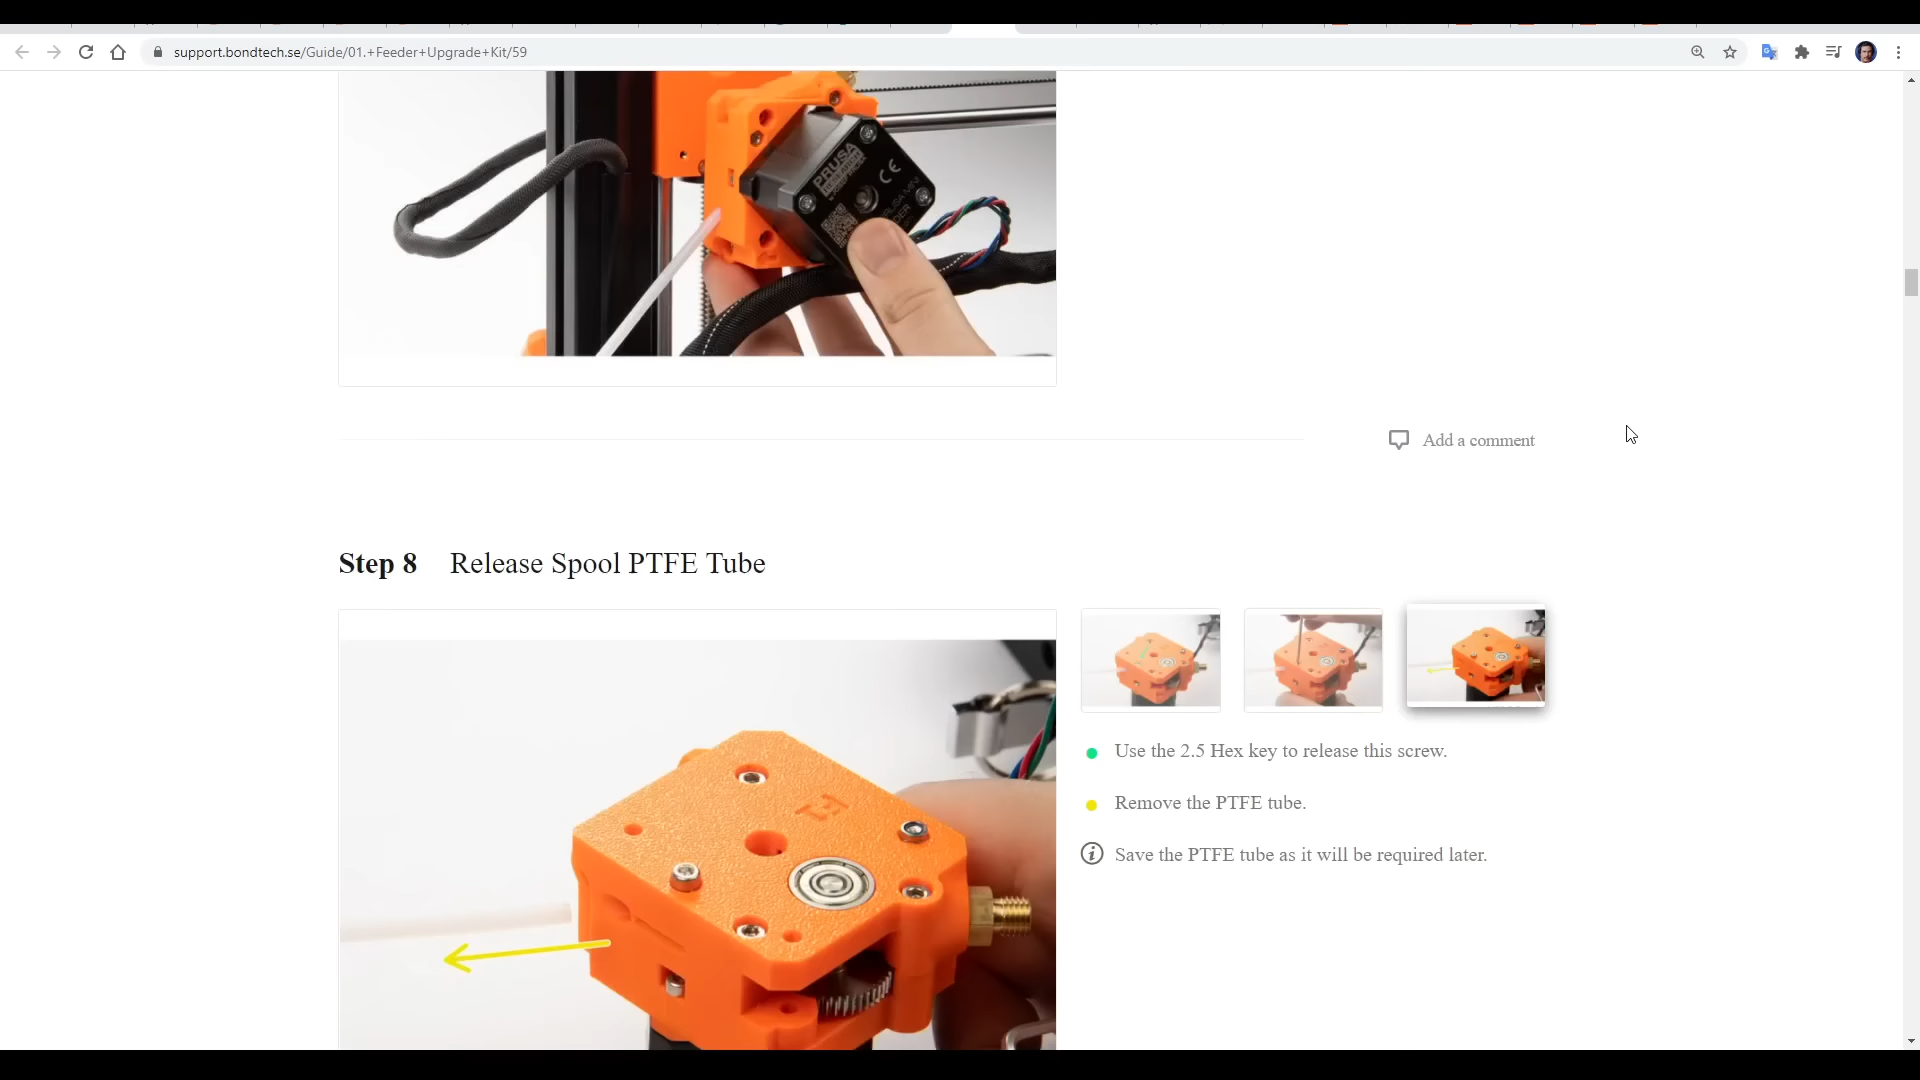 support.bondtech.se/Guide/01.+Feeder+Upgrade+Kit/59
PRUSA
CE
Add a comment
Step 8 Release Spool PTFE Tube
Use the 2.5 Hex key to release this screw.
Remove the PTFE tube.
Save the PTFE tube as it will be required later.